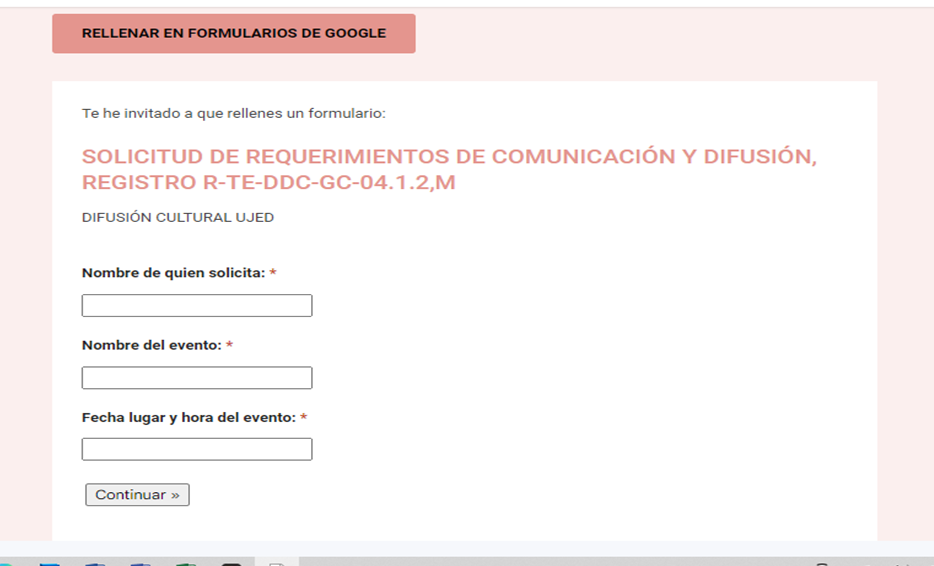 RELLENAR EN FORMULARIOS DE GOOGLE
Te he invitado a que rellenes un formulario:
SOLICITUD DE REQUERIMIENTOS DE COMUNICACIÓN Y DIFUSIÓN,
REGISTRO R-TE-DDC-GC-04.1.2,M
DIFUSIÓN CULTURAL UJED
Nombre de quien solicita: *
Nombre del evento: *
Fecha lugar y hora del evento: *
Continuar »